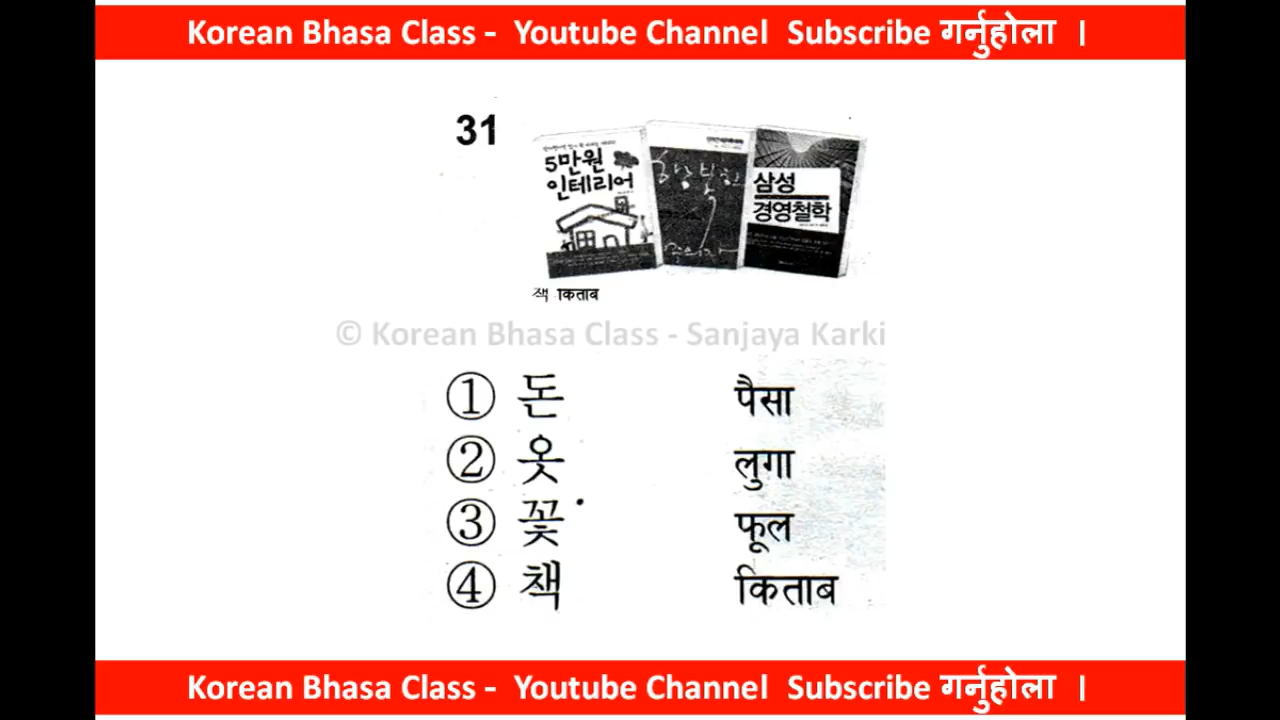 Korean Bhasa Class - Youtube Channel Subscribe गर्नुहोला ।
31
5만원
인테리어
삼성
경영철학
책 किताब
© Korean Bhasa Class - Sanjaya Karki
① 돈 पैसा
② 옷 लुगा
③ 꽃 फूल
④ 책 किताब
Korean Bhasa Class - Youtube Channel Subscribe गर्नुहोला ।